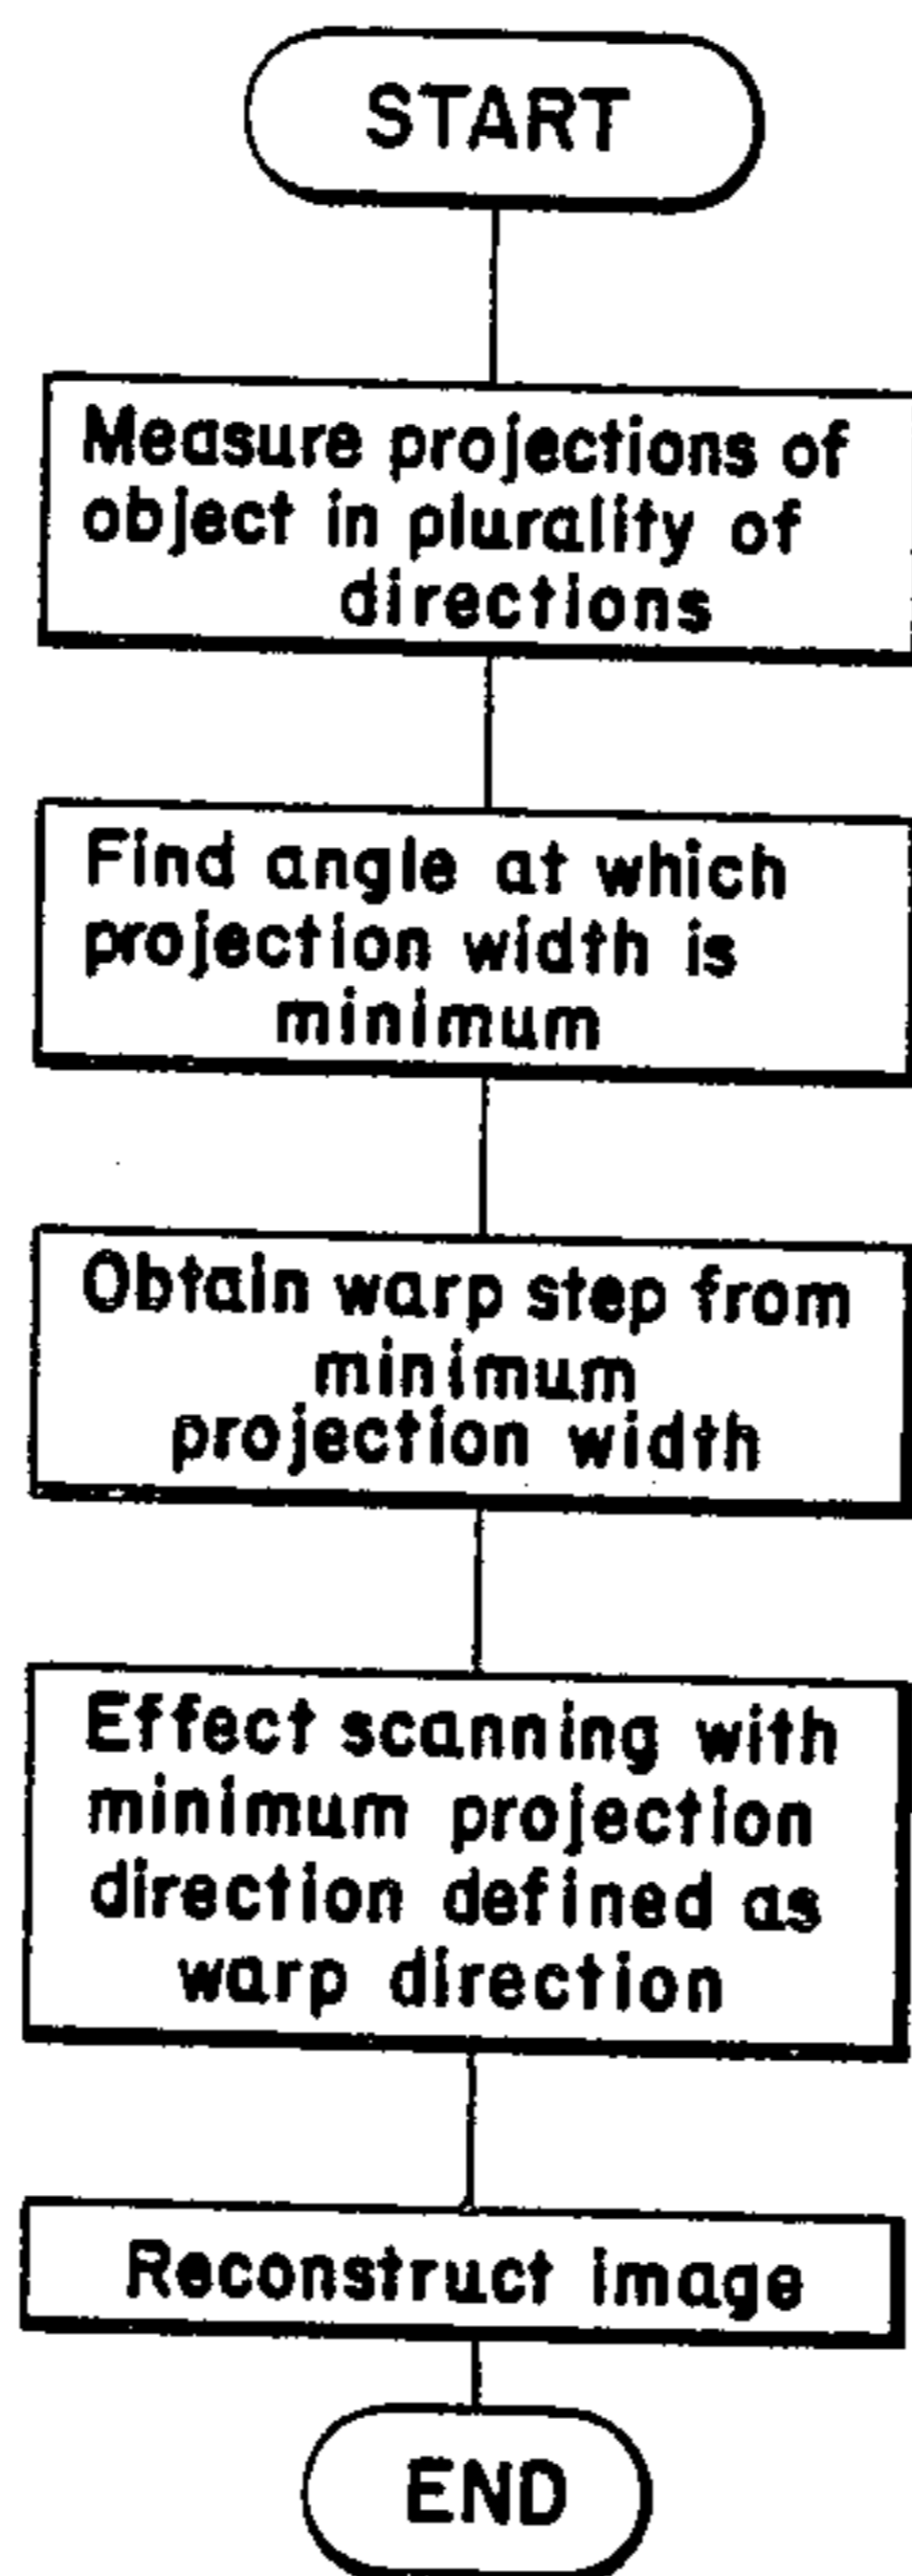 START
Measure projections of
object in plurality of
directions
Find angle at which
projection width is
minimum
Obtain warp step from
minimum
projection width
Effect scanning with
minimum projection
direction defined as
warp direction
Reconstruct image
END